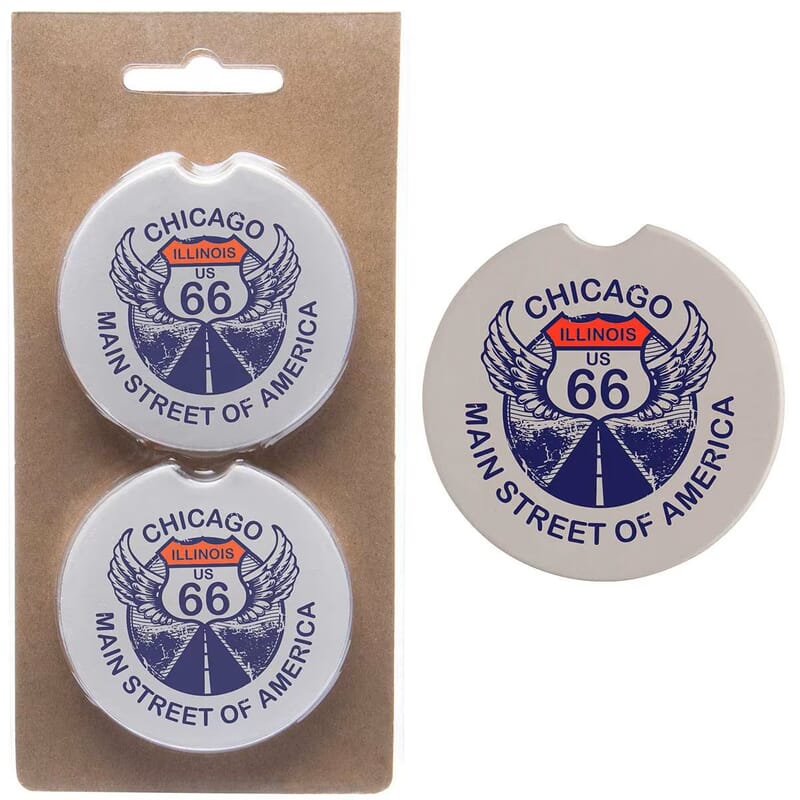 CHICAGO
ILLINOIS
US
66
MAIN STREET OF AMERICA
CHICAGO
ILLINOIS
US
66
MAIN STREET OF AMERICA
CHICAGO
ILLINOIS
US
66
MAIN STREET OF AMERICA